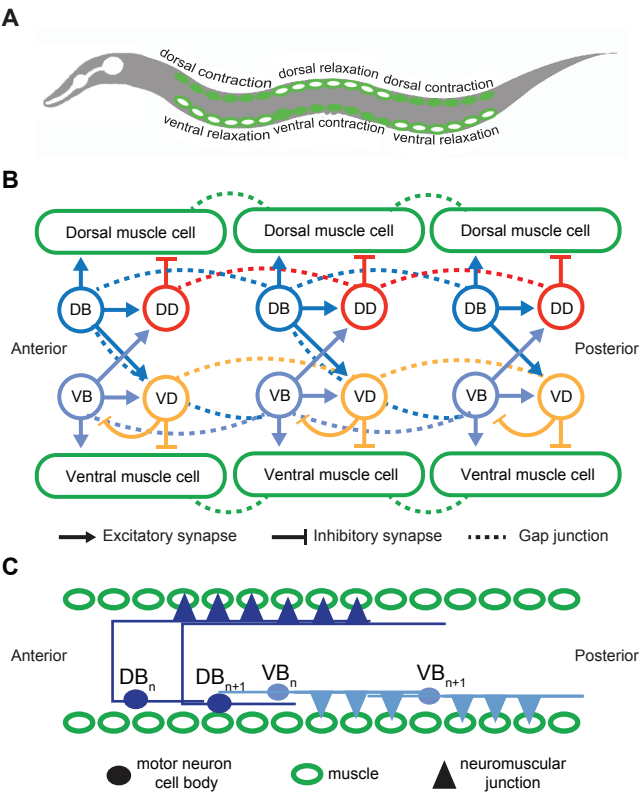 A
dorsal contraction
dorsal relaxation
dorsal contraction
ventral relaxation
ventral contraction
ventral relaxation
B
Dorsal muscle cell
Dorsal muscle cell
Dorsal muscle cell
DB
DD
DB
DD
DB
DD
Anterior
Posterior
VB
VD
VB
VD
VB
VD
Ventral muscle cell
Ventral muscle cell
Ventral muscle cell
Excitatory synapse
Inhibitory synapse
Gap junction
C
Anterior
Posterior
DBn
DBn+1
VBn
VBn+1
motor neuron
cell body
muscle
neuromuscular
junction